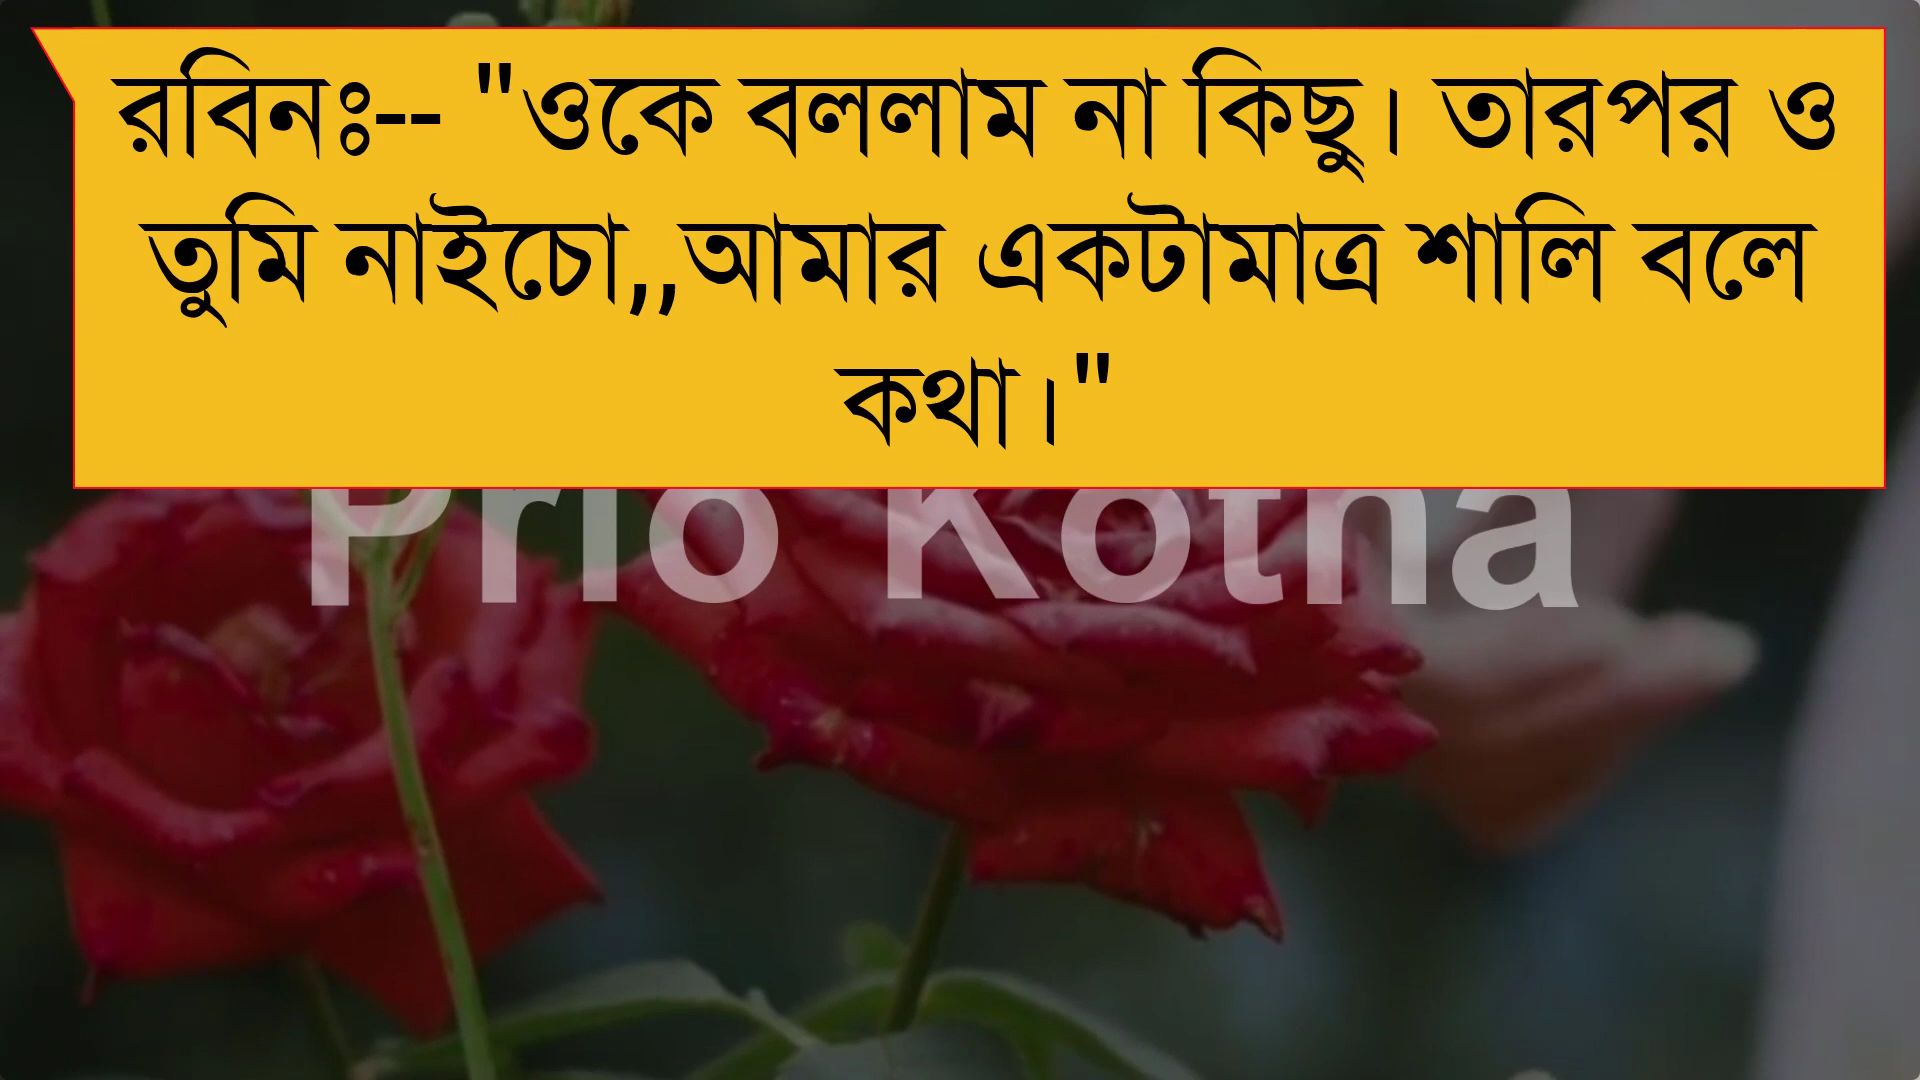 রবিনঃ-- "ওকে বললাম না কিছু। তারপর ও
তুমি নাইচো,,আমার একটামাত্র শালি বলে
কথা।"
Prio Kotha